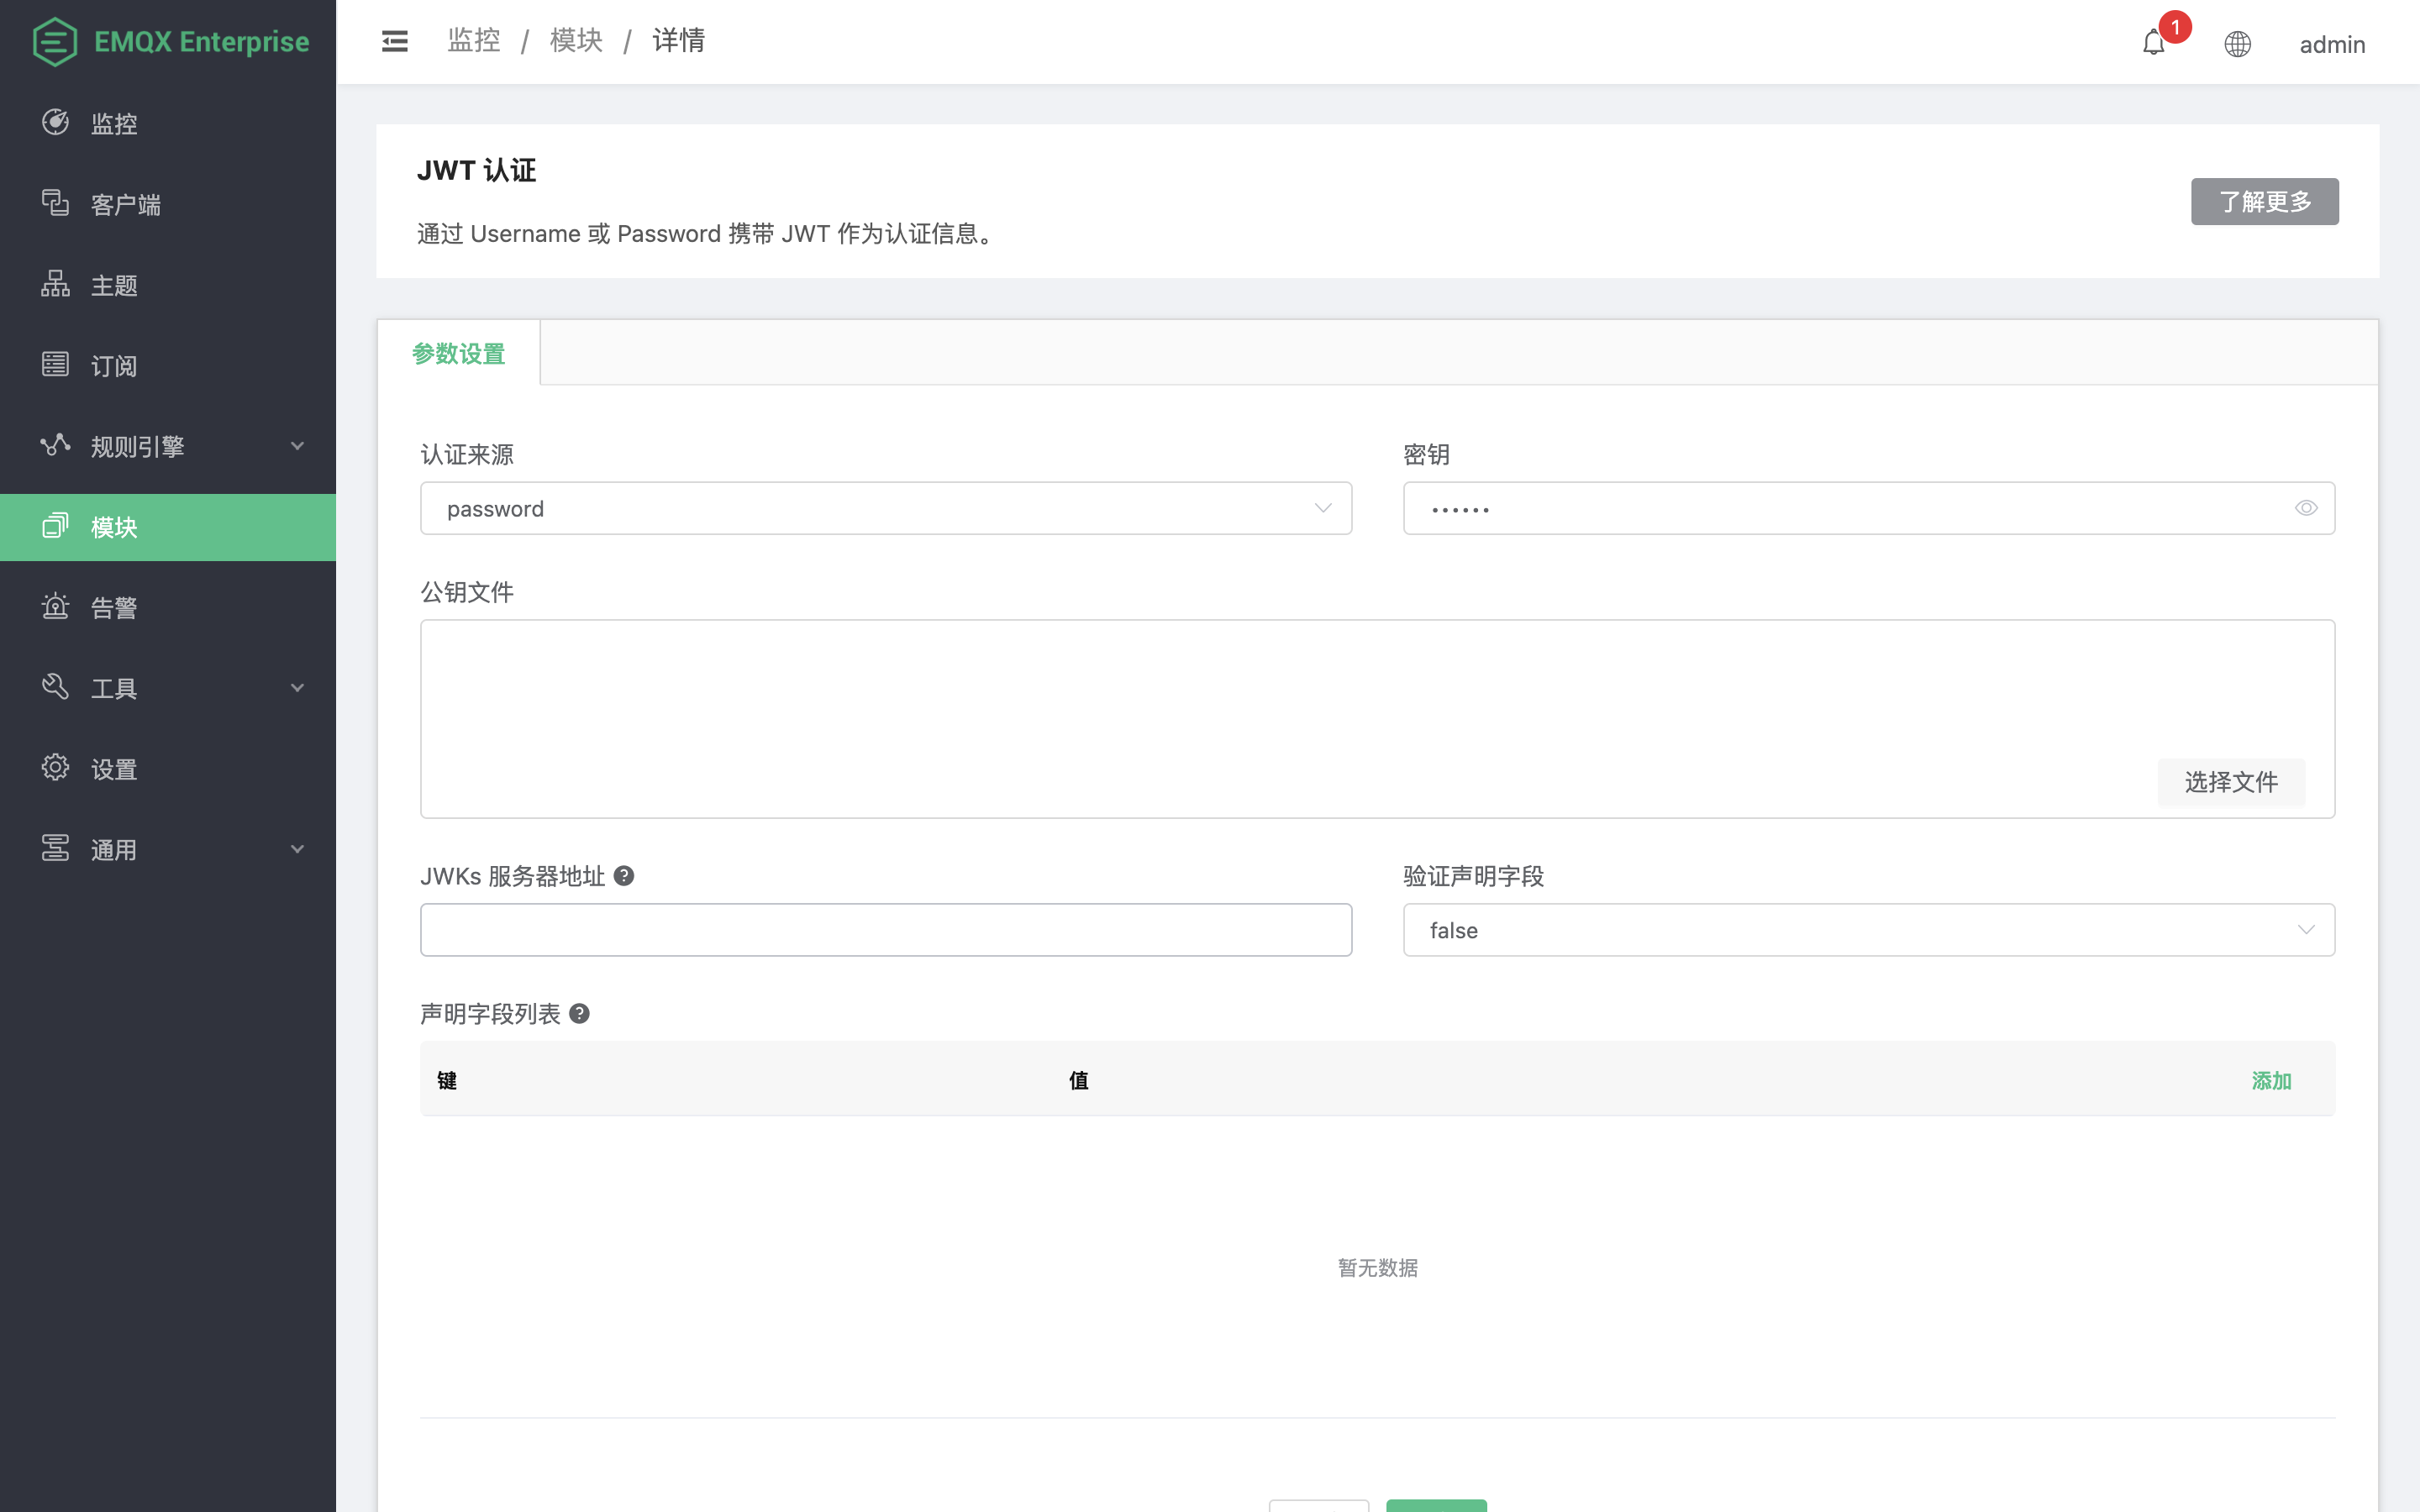 EMQX Enterprise
监控 / 模块 / 详情
1
admin
监控
客户端
主题
订阅
规则引擎
模块
告警
工具
设置
通用
JWT 认证
通过 Username 或 Password 携带 JWT 作为认证信息。
了解更多
参数设置
认证来源
密钥
password
••••••
公钥文件
选择文件
JWKs 服务器地址 ?
验证声明字段
false
声明字段列表 ?
键 值 添加
暂无数据